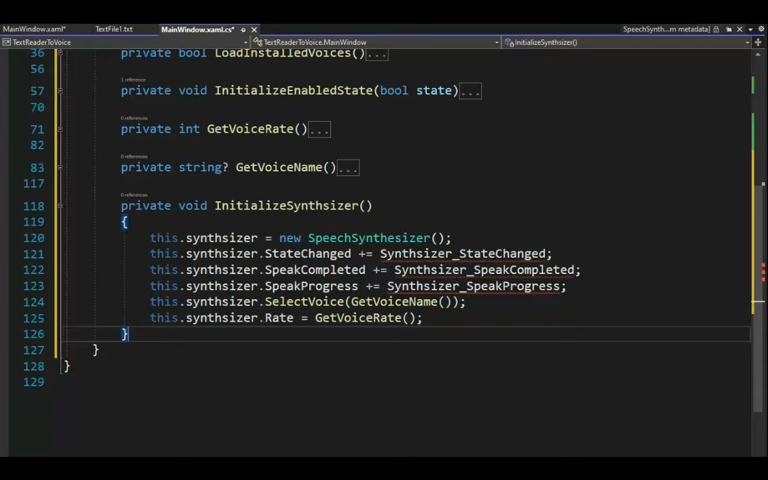 MainWindow.xaml* TextFile1.txt MainWindow.xaml.cs* SpeechSynth...m metadata]
TextReaderToVoice TextReaderToVoice.MainWindow InitializeSynthsizer()
36 private bool LoadInstalledVoices()...
56
1 reference
57 private void InitializeEnabledState(bool state)...
70
0 references
71 private int GetVoiceRate()...
82
0 references
83 private string? GetVoiceName()...
117
0 references
118 private void InitializeSynthsizer()
119 {
120 this.synthsizer = new SpeechSynthesizer();
121 this.synthsizer.StateChanged += Synthsizer_StateChanged;
122 this.synthsizer.SpeakCompleted += Synthsizer_SpeakCompleted;
123 this.synthsizer.SpeakProgress += Synthsizer_SpeakProgress;
124 this.synthsizer.SelectVoice(GetVoiceName());
125 this.synthsizer.Rate = GetVoiceRate();
126 }
127 }
128 }
129